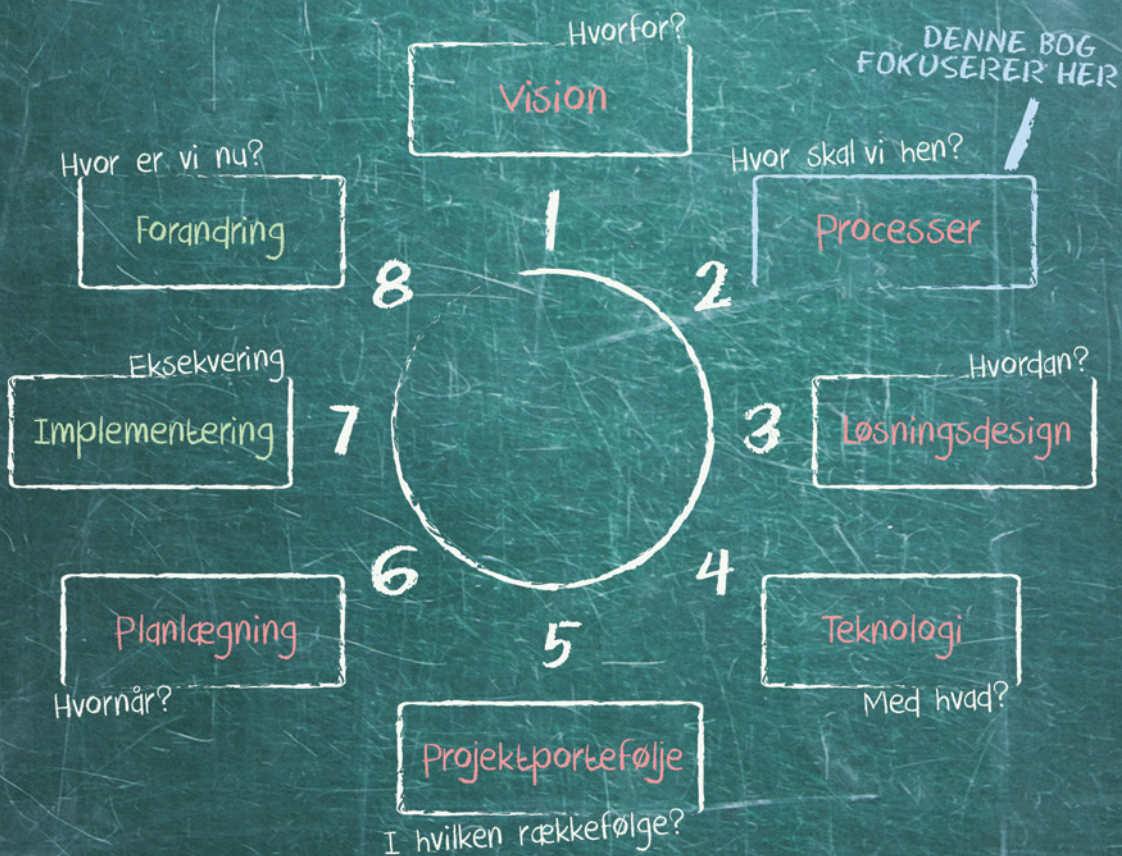 Hvorfor?
Vision
DENNE BOG
FOKUSERER HER
1
Hvor skal vi hen?
Processer
2
Hvordan?
Løsningsdesign
3
4
Teknologi
Med hvad?
5
Projektportefølje
I hvilken rækkefølge?
6
Planlægning
Hvornår?
Eksekvering
Implementering
7
Hvor er vi nu?
Forandring
8